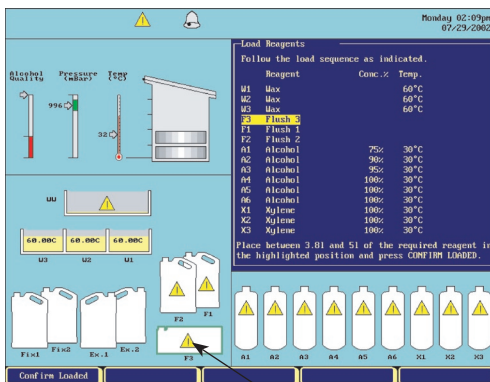 Monday 02:09pm
07/29/2002
Alcohol Quality
Pressure (mBar)
Temp (°C)
996
32
Load Reagents
Follow the load sequence as indicated.
Reagent Conc.% Temp.
W1 Wax 60°C
W2 Wax 60°C
W3 Wax 60°C
F3 Flush 3
F1 Flush 1
F2 Flush 2
A1 Alcohol 75% 30°C
A2 Alcohol 90% 30°C
A3 Alcohol 95% 30°C
A4 Alcohol 100% 30°C
A5 Alcohol 100% 30°C
A6 Alcohol 100% 30°C
X1 Xylene 100% 30°C
X2 Xylene 100% 30°C
X3 Xylene 100% 30°C
Place between 3.81 and 51 of the required reagent in
the highlighted position and press CONFIRM LOADED.
WW
60.00C 60.00C 60.00C
W3 W2 W1
F2 F1
Fix1 Fix2 Ex.1 Ex.2
F3
A1 A2 A3 A4 A5 A6 X1 X2 X3
Confirm Loaded